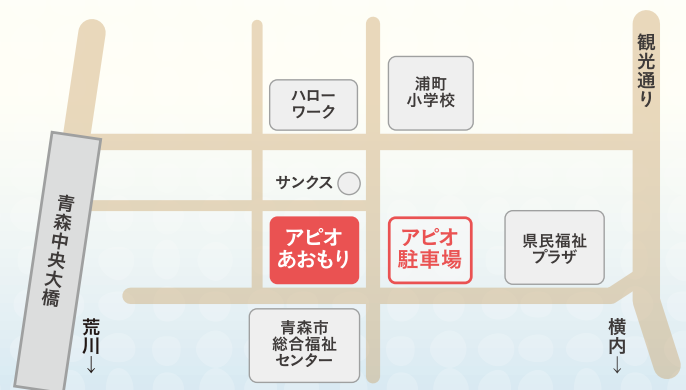 観光通り
浦町
小学校
ハロー
ワーク
サンクス
青森中央大橋
アピオ
あおもり
アピオ
駐車場
県民福祉
プラザ
荒川→
青森市
総合福祉
センター
横内→